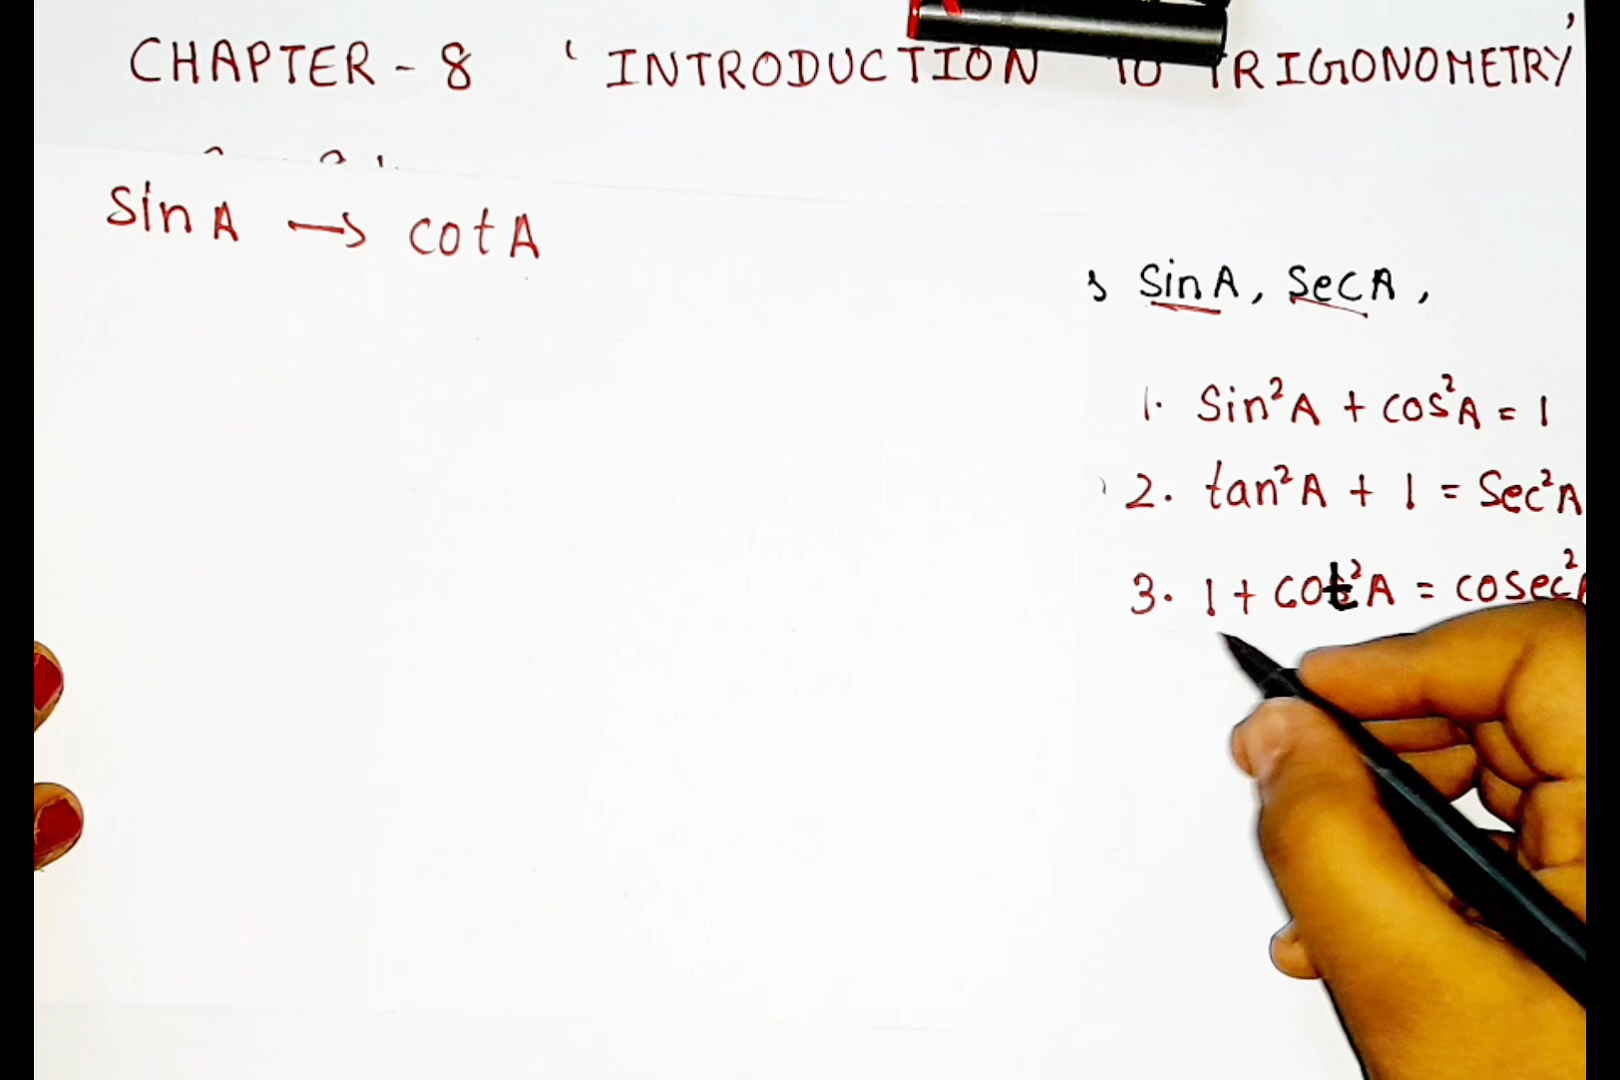 CHAPTER - 8 ' INTRODUCTION TO TRIGONOMETRY '
sin A → cot A
sin A, Sec A,
1. Sin²A + cos²A = 1
2. tan²A + 1 = Sec²A
3. 1 + cot²A = cosec²A